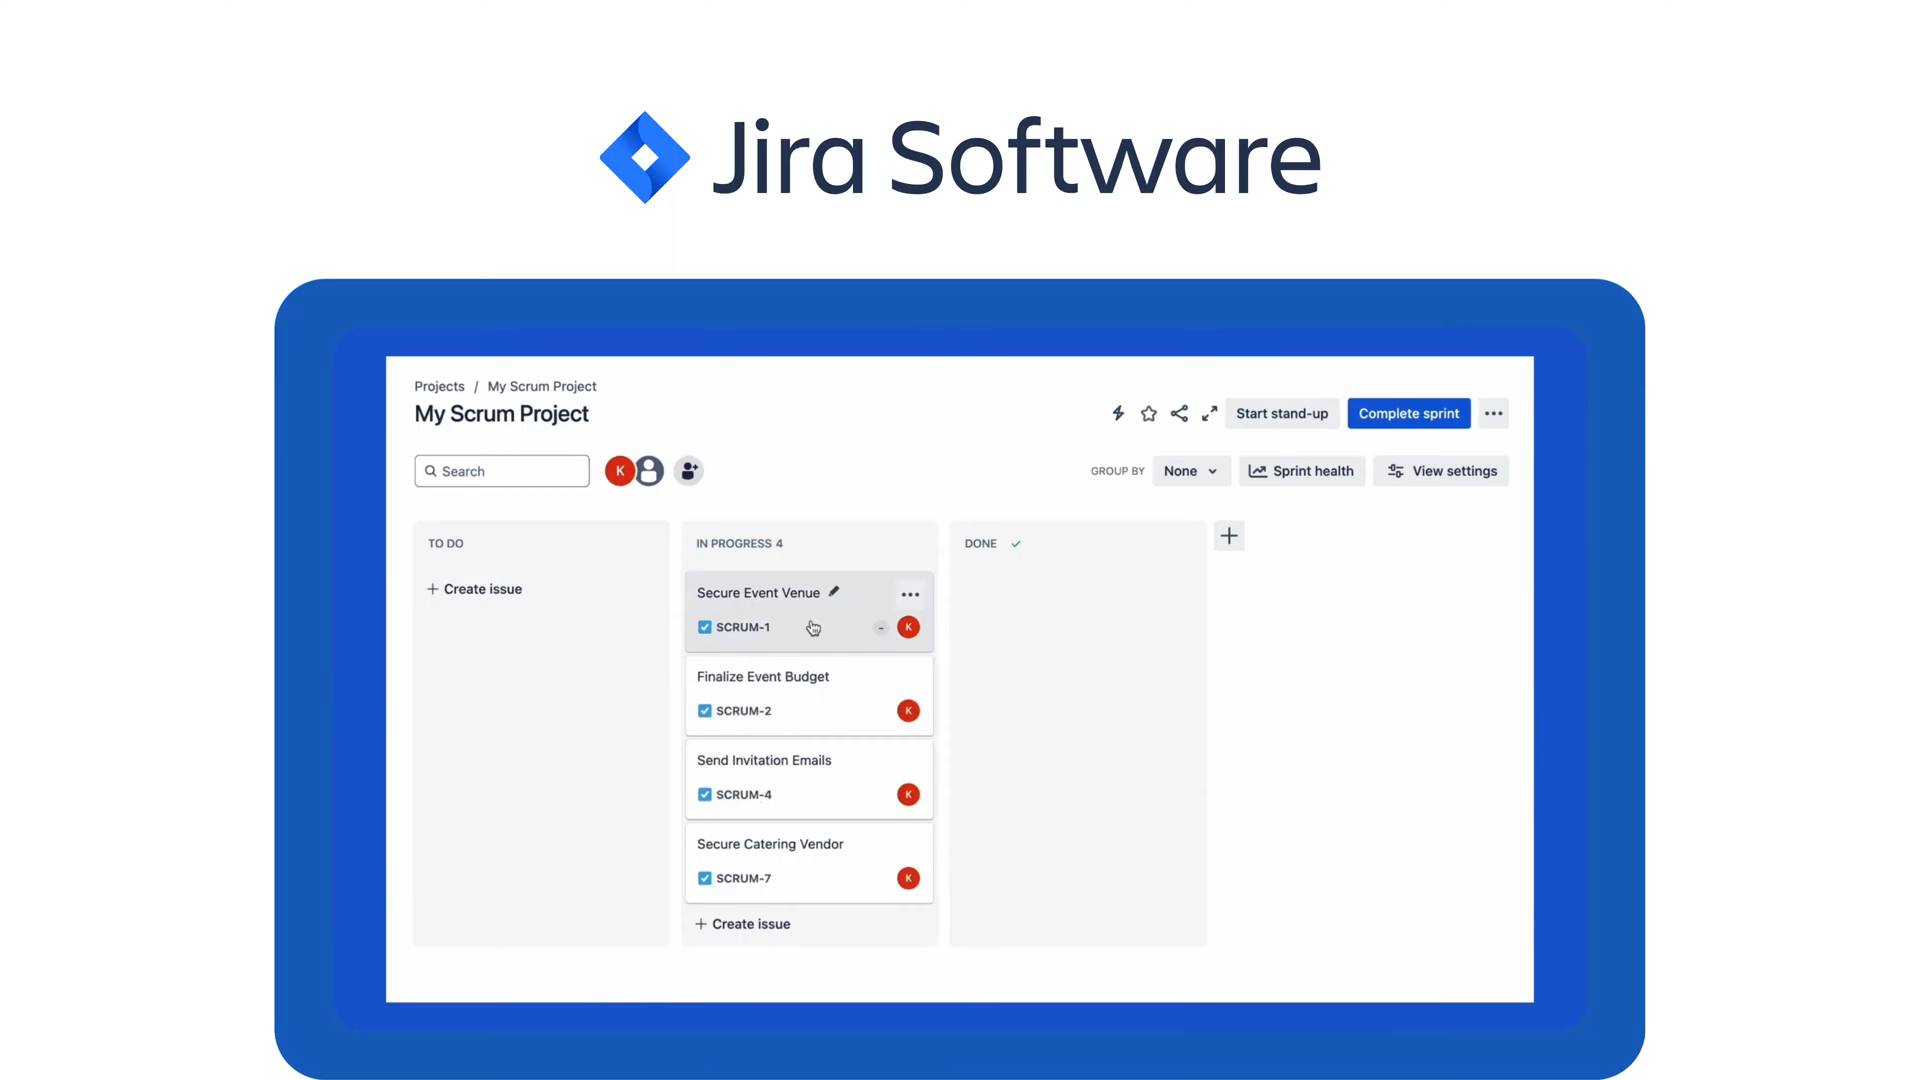 Jira Software
Projects / My Scrum Project
My Scrum Project
Start stand-up
Complete sprint
Search
K
GROUP BY
None
Sprint health
View settings
TO DO
+ Create issue
IN PROGRESS 4
Secure Event Venue
SCRUM-1
-
K
Finalize Event Budget
SCRUM-2
K
Send Invitation Emails
SCRUM-4
K
Secure Catering Vendor
SCRUM-7
K
+ Create issue
DONE